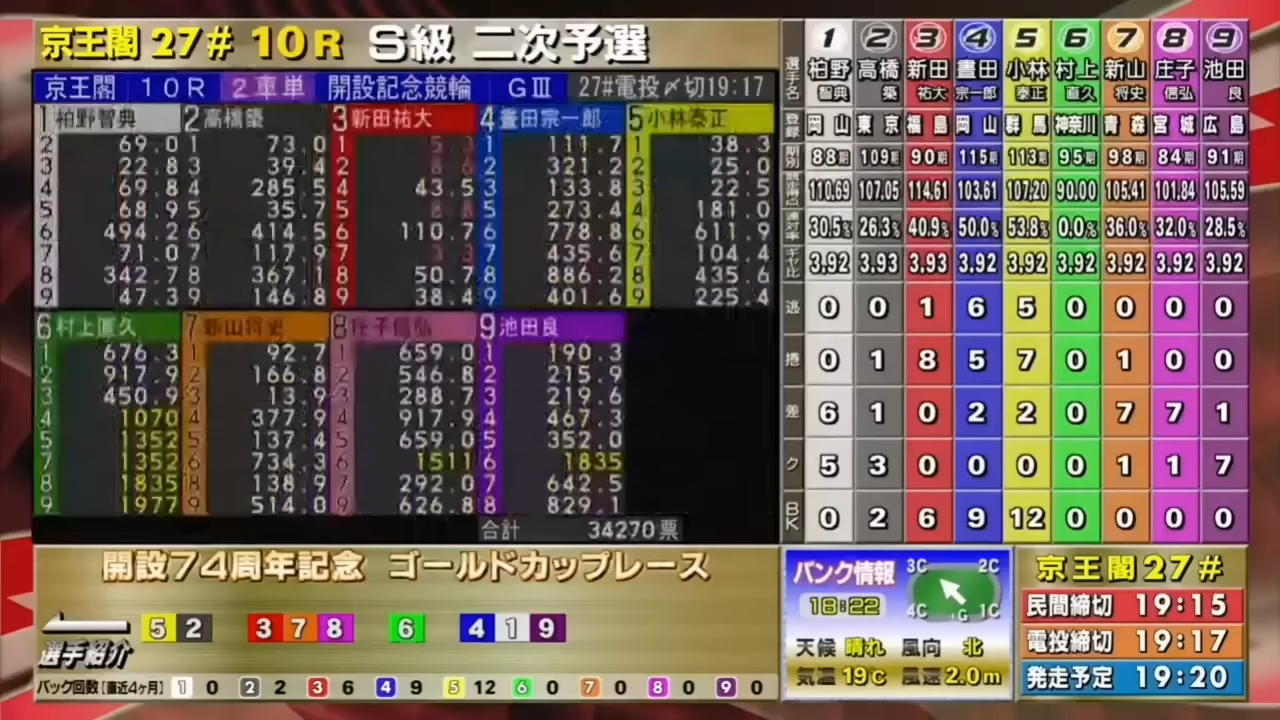 京王閣 27# 10R S級 二次予選
京王閣 10R 2車単 開設記念競輪 GⅢ 27#電投〆切19:17
1柏野智典 2高橋築 3新田祐大 4晝田宗一郎 5小林泰正
2 69.0 1 73.0 1 5.3 1 111.7 1 38.3
3 22.8 3 39.4 2 8.6 2 321.2 2 25.0
4 69.8 4 285.5 4 43.5 3 133.8 3 22.5
5 68.9 5 35.7 5 8.8 5 273.4 4 181.0
6 494.2 6 414.5 6 110.7 6 778.8 6 611.9
7 71.0 7 117.9 7 3.3 7 435.6 7 104.4
8 342.7 8 367.1 8 50.7 8 886.2 8 435.6
9 47.3 9 146.8 9 38.4 9 401.6 9 225.4
6村上直久 7新山将史 8庄子信弘 9池田良
1 676.3 1 92.7 1 659.0 1 190.3
2 917.9 2 166.8 2 546.8 2 215.9
3 450.9 3 13.9 3 288.7 3 219.6
4 1070 4 377.9 4 917.9 4 467.3
5 1352 5 137.4 5 659.0 5 352.0
7 1352 6 734.3 6 1511 6 1835
8 1835 8 138.9 7 292.0 7 642.5
9 1977 9 514.0 9 626.8 8 829.1
合計 34270票
1 2 3 4 5 6 7 8 9
選手名 柏野智典 高橋築 新田祐大 晝田宗一郎 小林泰正 村上直久 新山将史 庄子信弘 池田良
登録 岡山 東京 福島 岡山 群馬 神奈川 青森 宮城 広島
期別 88期 109期 90期 115期 113期 95期 98期 84期 91期
競走得点 110.69 107.05 114.61 103.61 107.20 90.00 105.41 101.84 105.59
連対率 30.5% 26.3% 40.9% 50.0% 53.8% 0.0% 36.0% 32.0% 28.5%
ギヤ比 3.92 3.93 3.93 3.92 3.92 3.92 3.92 3.92 3.92
逃 0 0 1 6 5 0 0 0 0
捲 0 1 8 5 7 0 1 0 0
差 6 1 0 2 2 0 7 7 1
ク 5 3 0 0 0 0 1 1 7
BK 0 2 6 9 12 0 0 0 0
開設74周年記念 ゴールドカップレース
選手紹介 5 2 3 7 8 6 4 1 9
バック回数【直近4ヶ月】 1 0 2 2 3 6 4 9 5 12 6 0 7 0 8 0 9 0
バンク情報 3C 2C
18:22 4C G 1C
天候 晴れ 風向 北
気温 19℃ 風速 2.0m
京王閣27#
民間締切 19:15
電投締切 19:17
発走予定 19:20